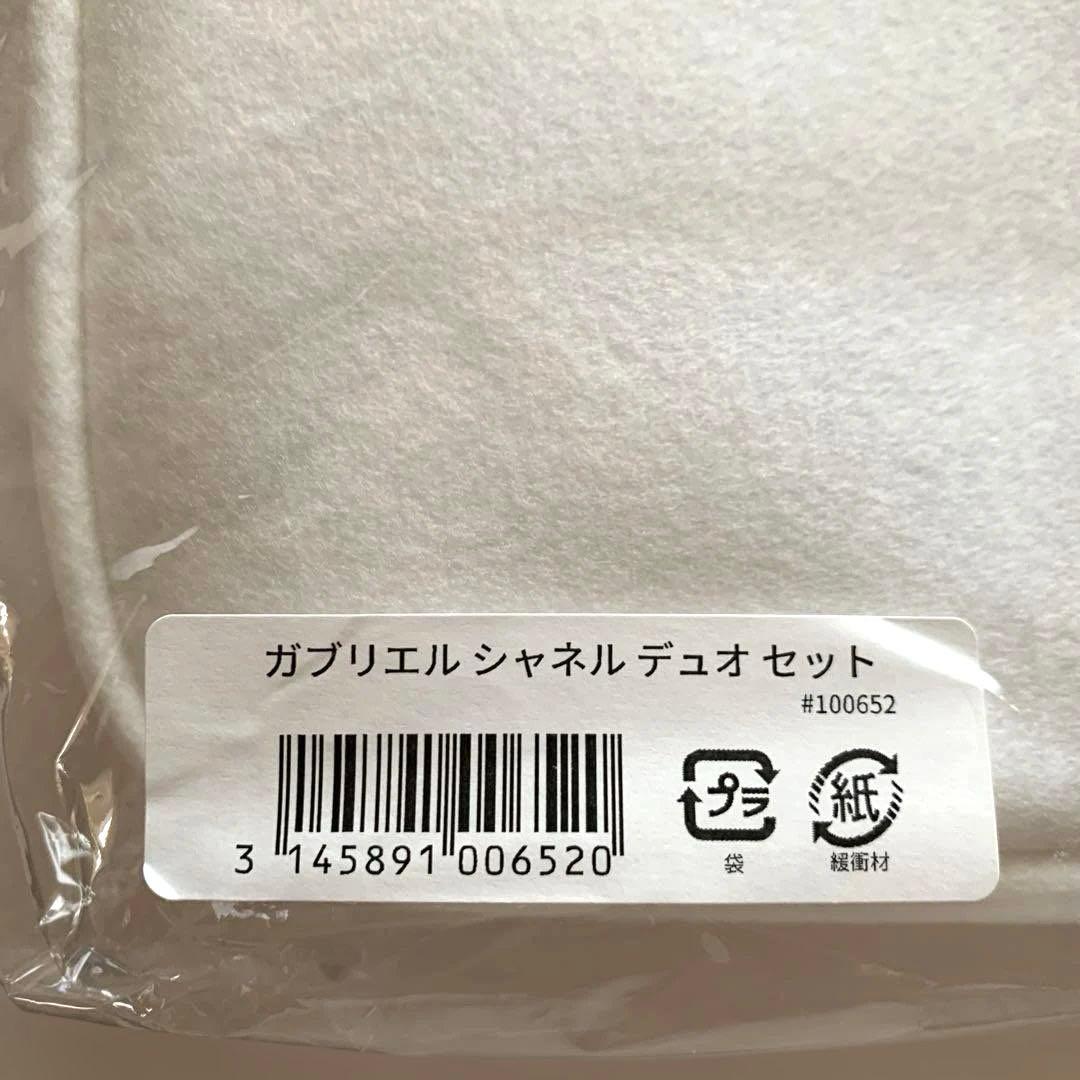 ガブリエル シャネル デュオ セット
#100652
3 145891 006520
プラ
紙
袋
緩衝材